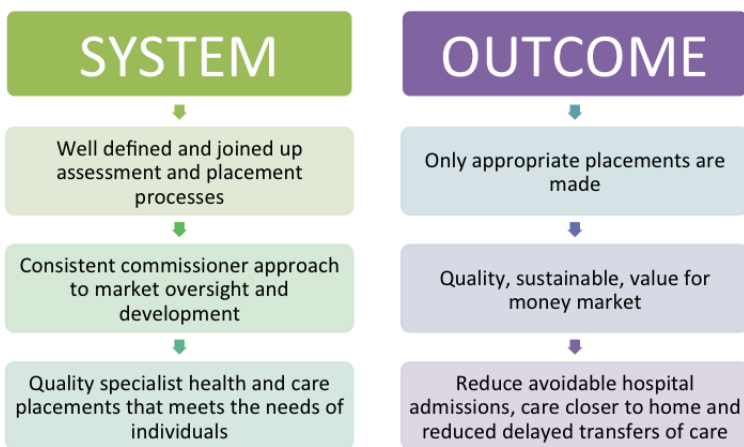 SYSTEM
Well defined and joined up
assessment and placement
processes
Consistent commissioner approach
to market oversight and
development
Quality specialist health and care
placements that meets the needs of
individuals
OUTCOME
Only appropriate placements are
made
Quality, sustainable, value for
money market
Reduce avoidable hospital
admissions, care closer to home and
reduced delayed transfers of care